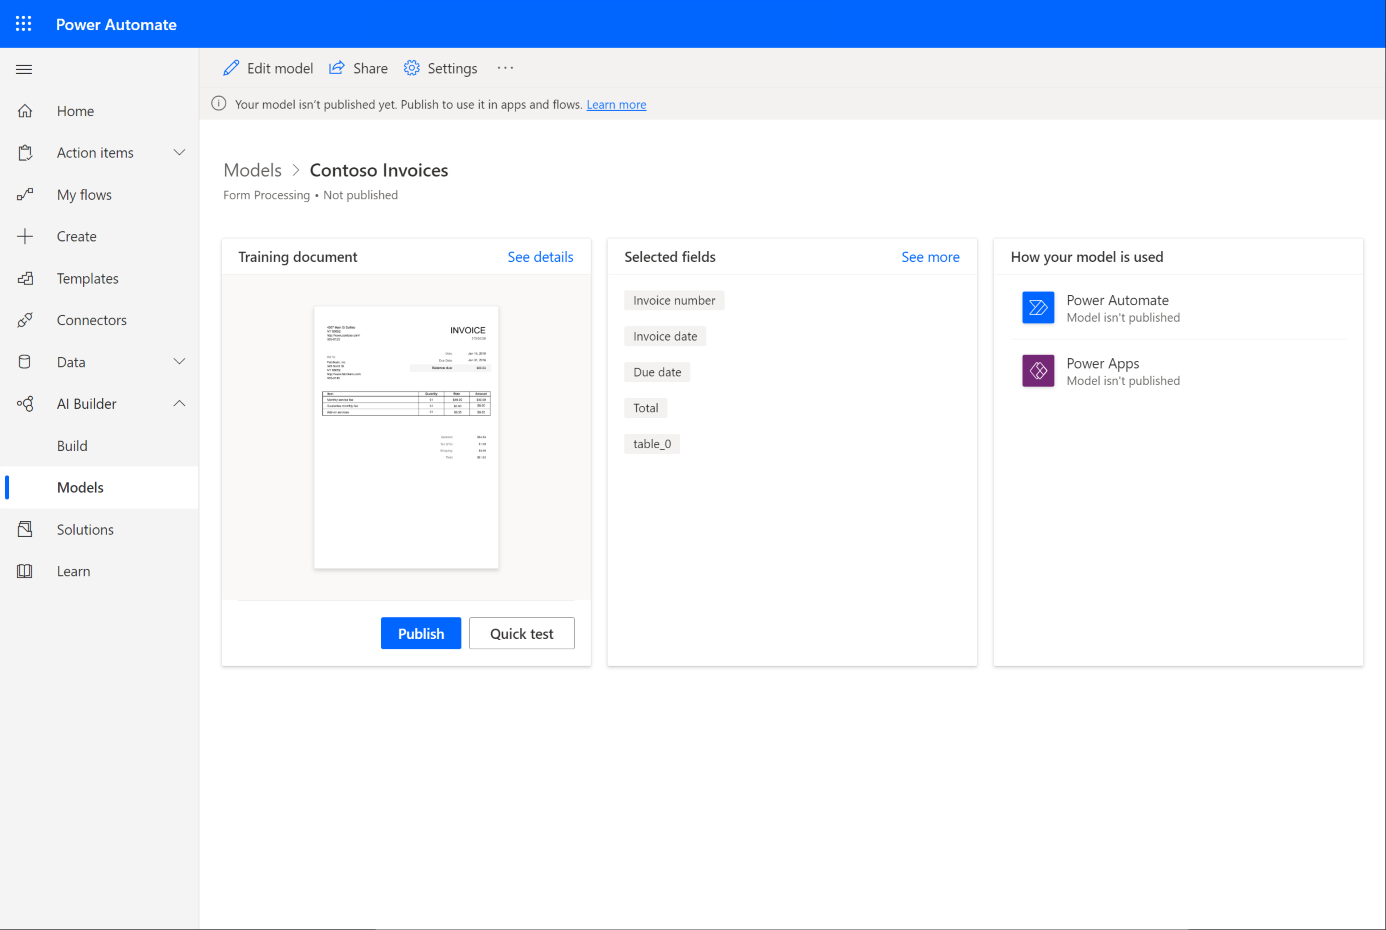 Power Automate
Edit model
Share
Settings
···
Your model isn't published yet. Publish to use it in apps and flows. Learn more
Home
Action items
My flows
Create
Templates
Connectors
Data
AI Builder
Build
Models
Solutions
Learn
Models > Contoso Invoices
Form Processing • Not published
Training document
See details
INVOICE
Balance due
Publish
Quick test
Selected fields
See more
Invoice number
Invoice date
Due date
Total
table_0
How your model is used
Power Automate
Model isn't published
Power Apps
Model isn't published